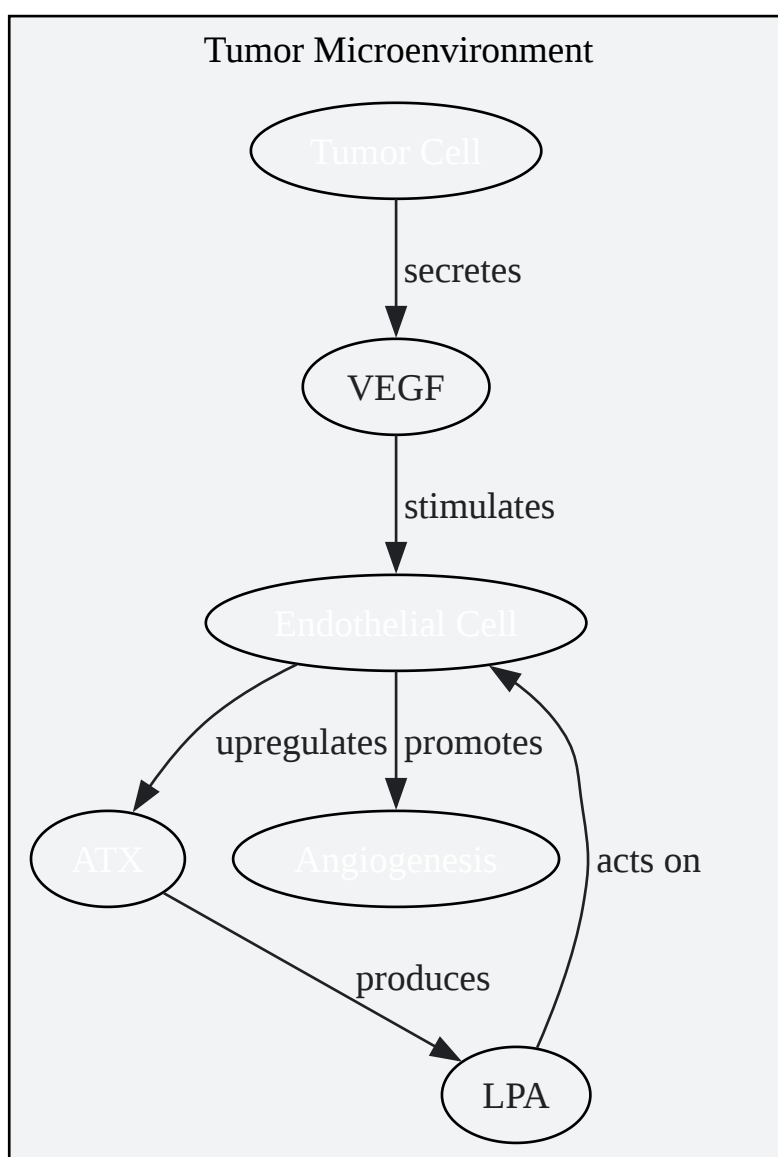 Tumor Microenvironment
Tumor Cell
secretes
VEGF
stimulates
Endothelial Cell
upregulates
promotes
ATX
Angiogenesis
acts on
produces
LPA